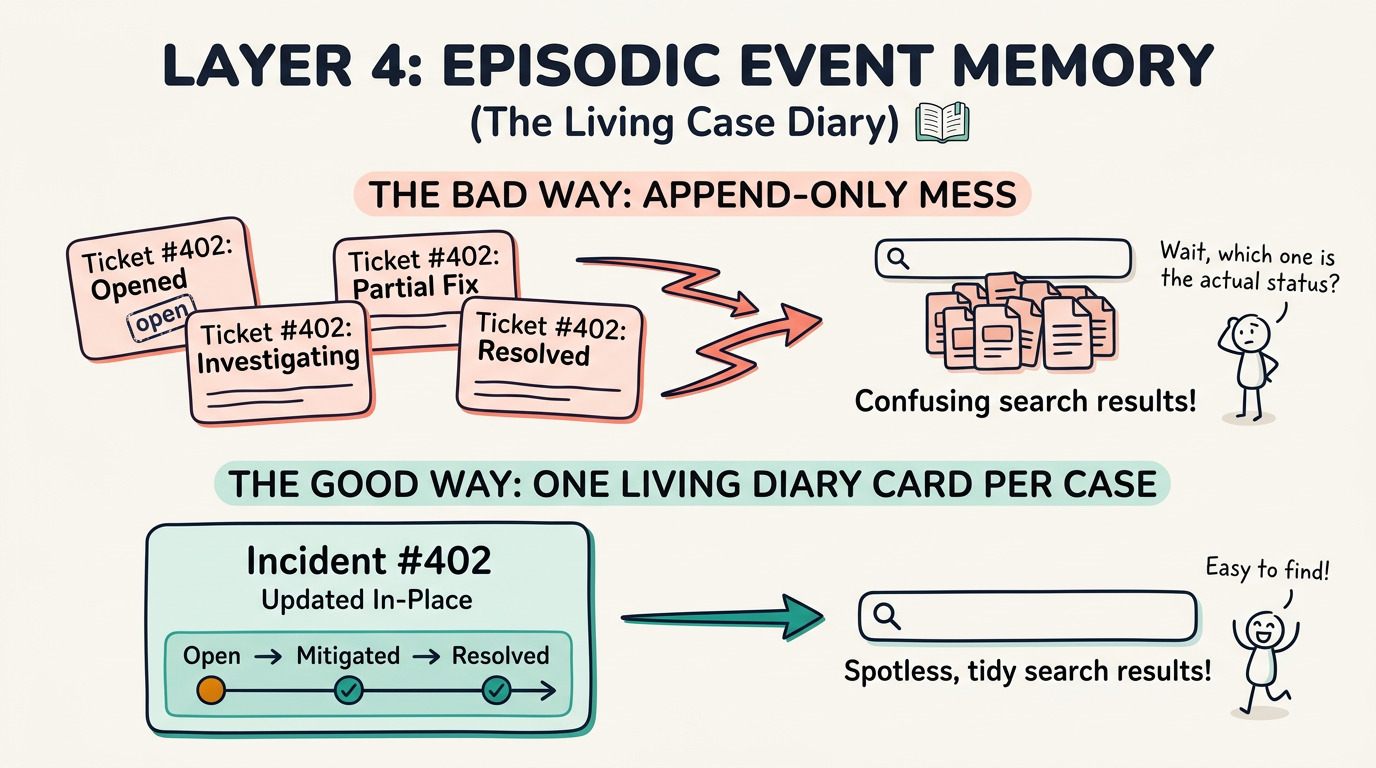 LAYER 4: EPISODIC EVENT MEMORY
(The Living Case Diary)
THE BAD WAY: APPEND-ONLY MESS
Ticket #402:
Opened
open
Ticket #402:
Investigating
Ticket #402:
Partial Fix
Ticket #402:
Resolved
Wait, which one is
the actual status?
Confusing search results!
THE GOOD WAY: ONE LIVING DIARY CARD PER CASE
Incident #402
Updated In-Place
Open → Mitigated → Resolved
Easy to find!
Spotless, tidy search results!